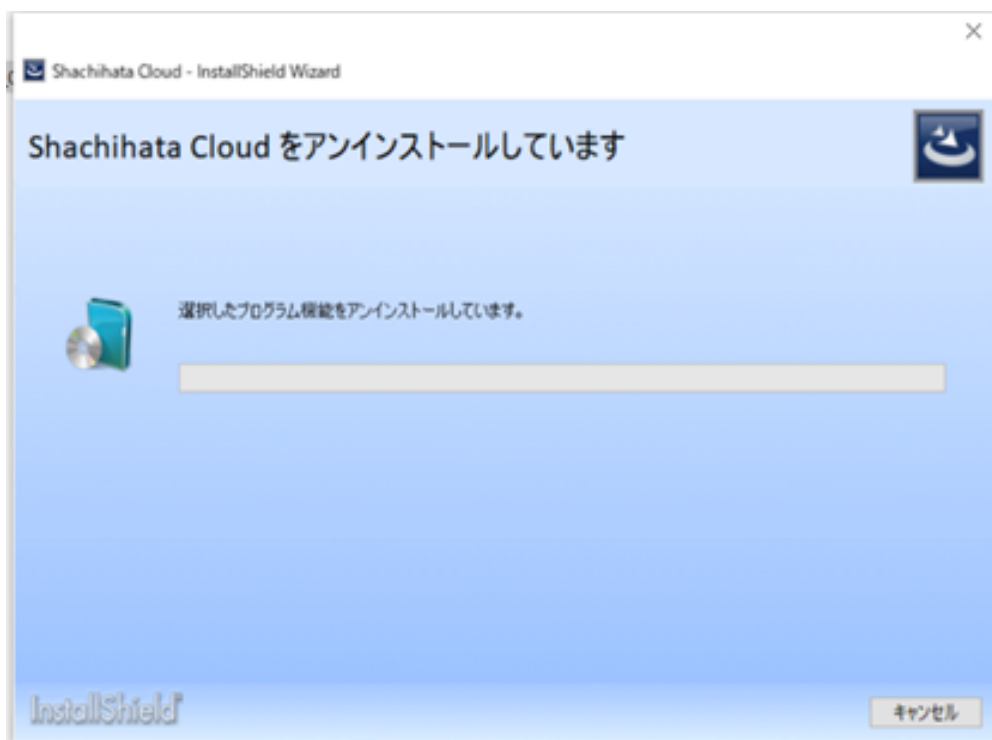 Shachihata Cloud - InstallShield Wizard
Shachihata Cloud をアンインストールしています
選択したプログラム機能をアンインストールしています。
InstallShield
キャンセル